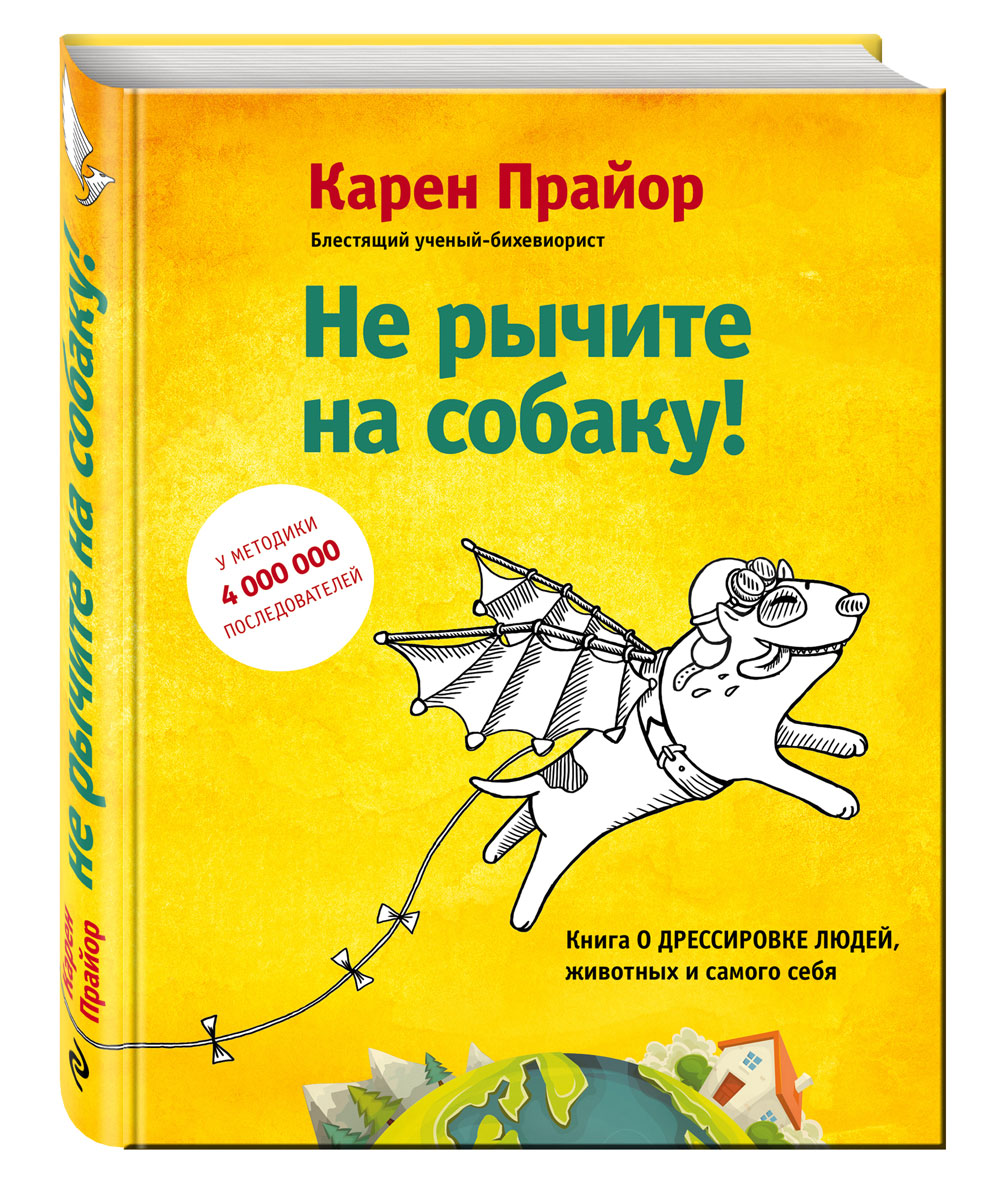 Карен Прайор
Блестящий ученый-бихевиорист
Не рычите
на собаку!
У МЕТОДИКИ
4 000 000
ПОСЛЕДОВАТЕЛЕЙ
Книга О ДРЕССИРОВКЕ ЛЮДЕЙ,
животных и самого себя
Карен
Прайор
Не рычите на собаку!